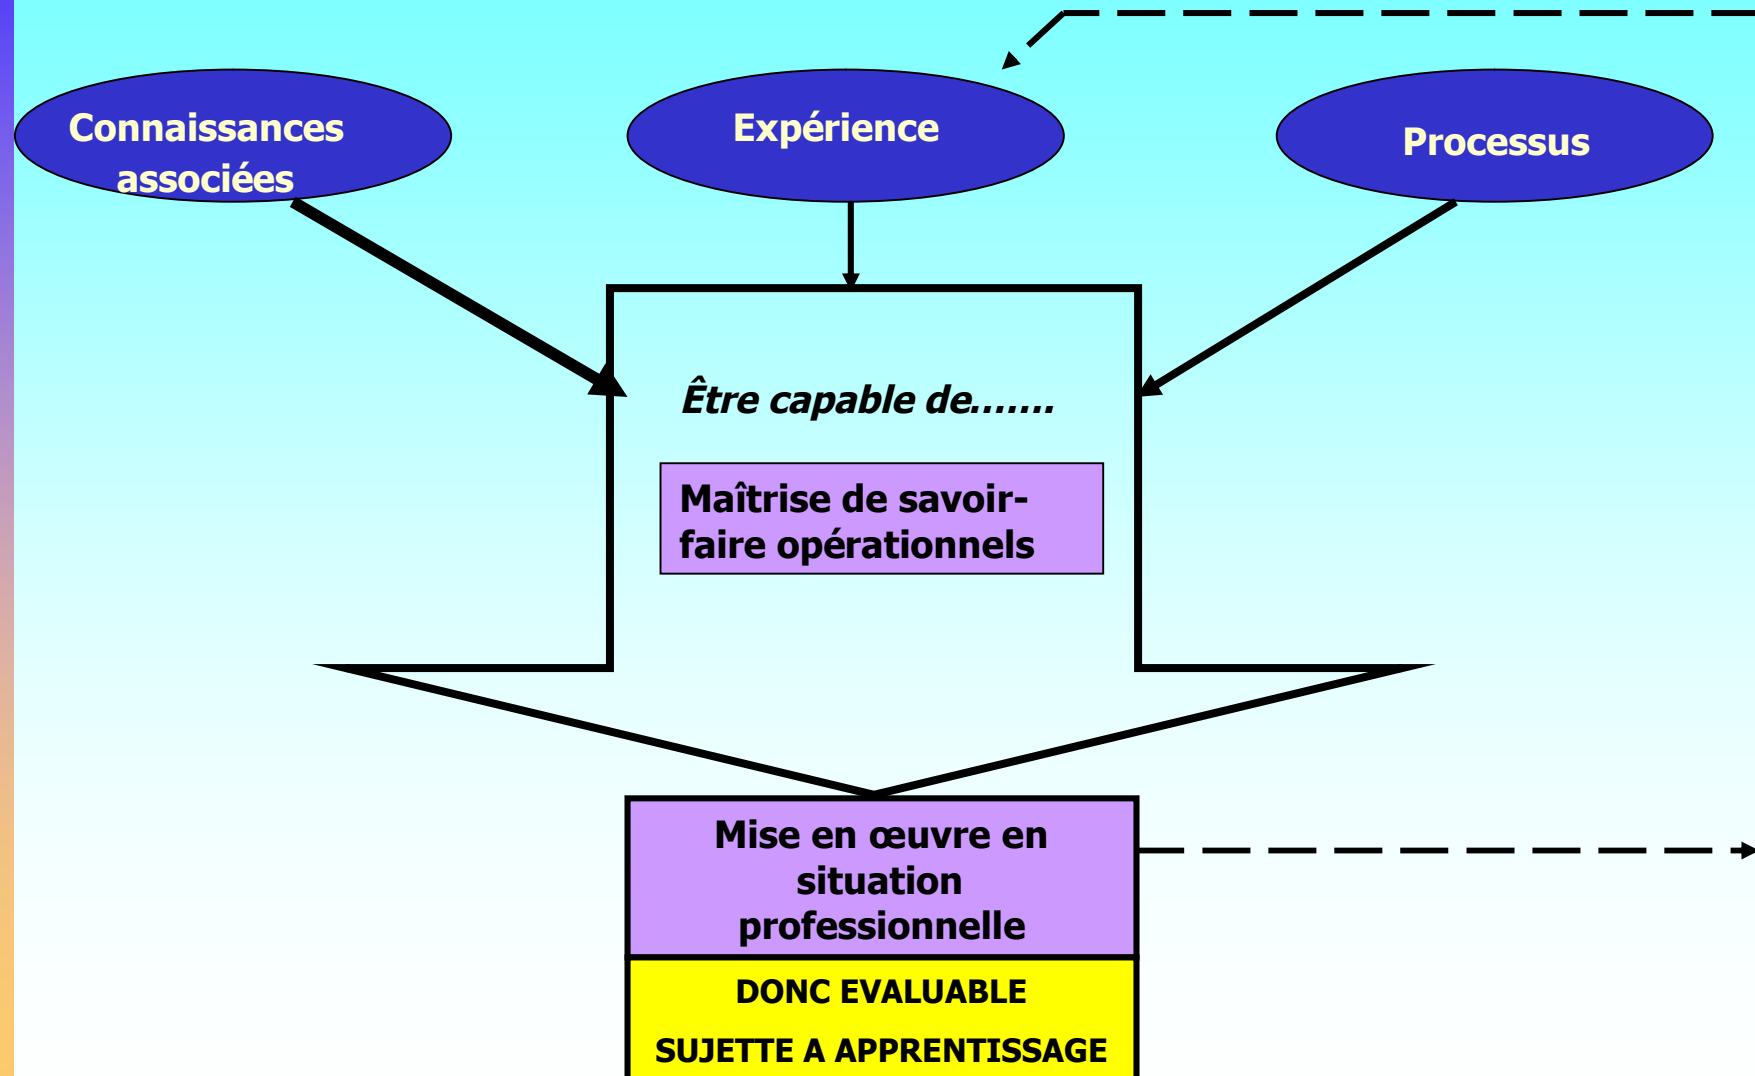 Connaissances
associées
Expérience
Processus
Être capable de.......
Maîtrise de savoir-
faire opérationnels
Mise en œuvre en
situation
professionnelle
DONC EVALUABLE
SUJETTE A APPRENTISSAGE